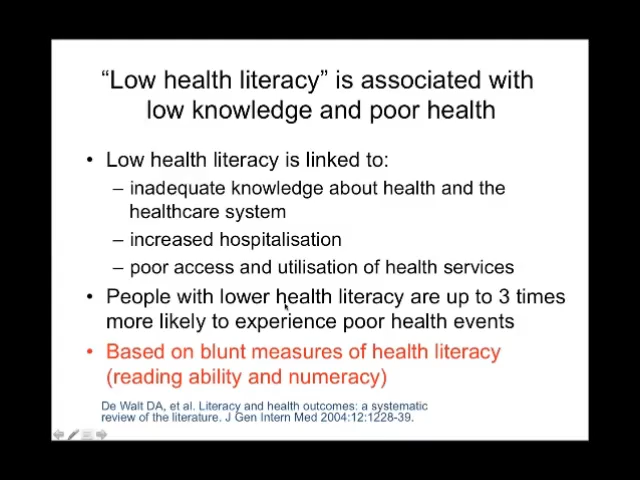 “Low health literacy” is associated with
low knowledge and poor health
• Low health literacy is linked to:
– inadequate knowledge about health and the
healthcare system
– increased hospitalisation
– poor access and utilisation of health services
• People with lower health literacy are up to 3 times
more likely to experience poor health events
• Based on blunt measures of health literacy
(reading ability and numeracy)
De Walt DA, et al. Literacy and health outcomes: a systematic
review of the literature. J Gen Intern Med 2004:12:1228-39.